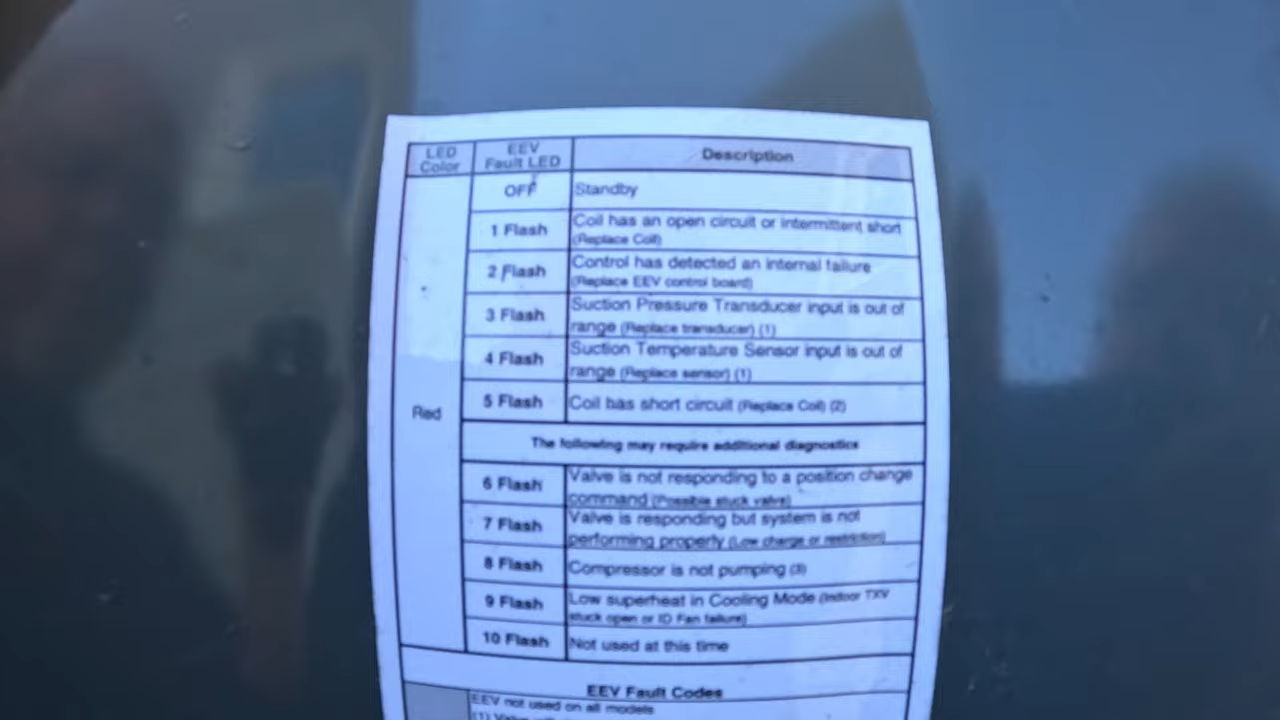 LED Color
EEV Fault LED
Description
Red
OFF
Standby
1 Flash
Coil has an open circuit or intermittent short
(Replace Coil)
2 Flash
Control has detected an internal failure
(Replace EEV control board)
3 Flash
Suction Pressure Transducer input is out of
range (Replace transducer) (1)
4 Flash
Suction Temperature Sensor input is out of
range (Replace sensor) (1)
5 Flash
Coil has short circuit (Replace Coil) (2)
The following may require additional diagnostics
6 Flash
Valve is not responding to a position change
command (Possible stuck valve)
7 Flash
Valve is responding but system is not
performing properly (Low charge or restriction)
8 Flash
Compressor is not pumping (3)
9 Flash
Low superheat in Cooling Mode (Indoor TXV
stuck open or ID Fan failure)
10 Flash
Not used at this time
EEV Fault Codes
EEV not used on all models
(1) Valve